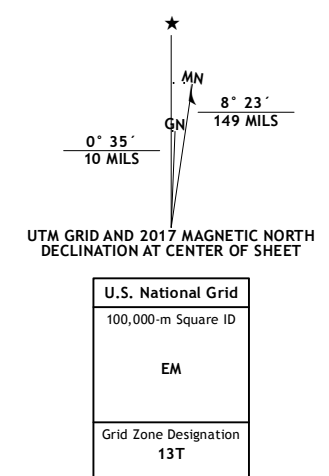 ★
MN
8° 23´
149 MILS
GN
0° 35´
10 MILS
UTM GRID AND 2017 MAGNETIC NORTH
DECLINATION AT CENTER OF SHEET
U.S. National Grid
100,000-m Square ID
EM
Grid Zone Designation
13T